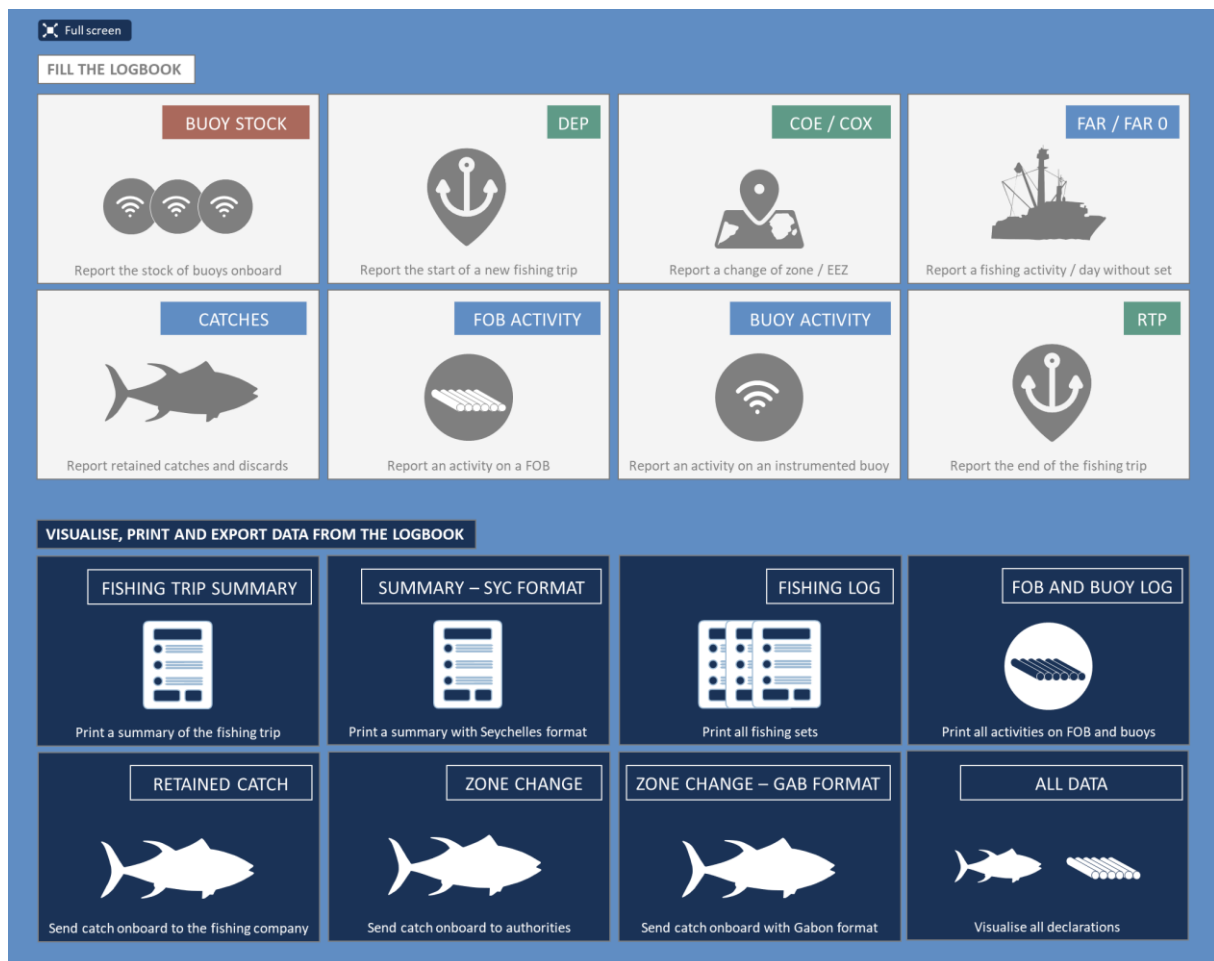 Full screen
FILL THE LOGBOOK
BUOY STOCK
Report the stock of buoys onboard
DEP
Report the start of a new fishing trip
COE / COX
Report a change of zone / EEZ
FAR / FAR 0
Report a fishing activity / day without set
CATCHES
Report retained catches and discards
FOB ACTIVITY
Report an activity on a FOB
BUOY ACTIVITY
Report an activity on an instrumented buoy
RTP
Report the end of the fishing trip
VISUALISE, PRINT AND EXPORT DATA FROM THE LOGBOOK
FISHING TRIP SUMMARY
Print a summary of the fishing trip
SUMMARY – SYC FORMAT
Print a summary with Seychelles format
FISHING LOG
Print all fishing sets
FOB AND BUOY LOG
Print all activities on FOB and buoys
RETAINED CATCH
Send catch onboard to the fishing company
ZONE CHANGE
Send catch onboard to authorities
ZONE CHANGE – GAB FORMAT
Send catch onboard with Gabon format
ALL DATA
Visualise all declarations